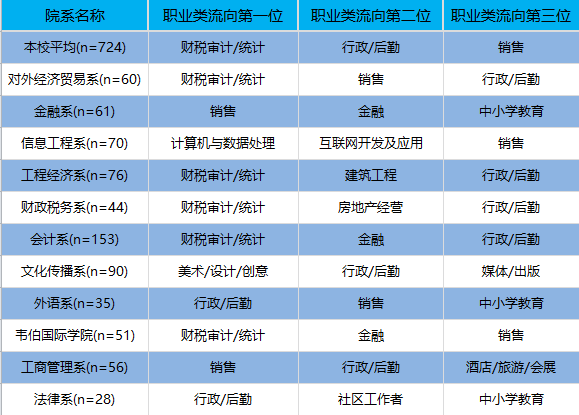 院系名称 职业类流向第一位 职业类流向第二位 职业类流向第三位
本校平均(n=724) 财税审计/统计 行政/后勤 销售
对外经济贸易系(n=60) 财税审计/统计 销售 行政/后勤
金融系(n=61) 销售 金融 中小学教育
信息工程系(n=70) 计算机与数据处理 互联网开发及应用 销售
工程经济系(n=76) 财税审计/统计 建筑工程 行政/后勤
财政税务系(n=44) 财税审计/统计 房地产经营 行政/后勤
会计系(n=153) 财税审计/统计 金融 行政/后勤
文化传播系(n=90) 美术/设计/创意 行政/后勤 媒体/出版
外语系(n=35) 行政/后勤 销售 中小学教育
韦伯国际学院(n=51) 财税审计/统计 金融 销售
工商管理系(n=56) 销售 行政/后勤 酒店/旅游/会展
法律系(n=28) 行政/后勤 社区工作者 中小学教育